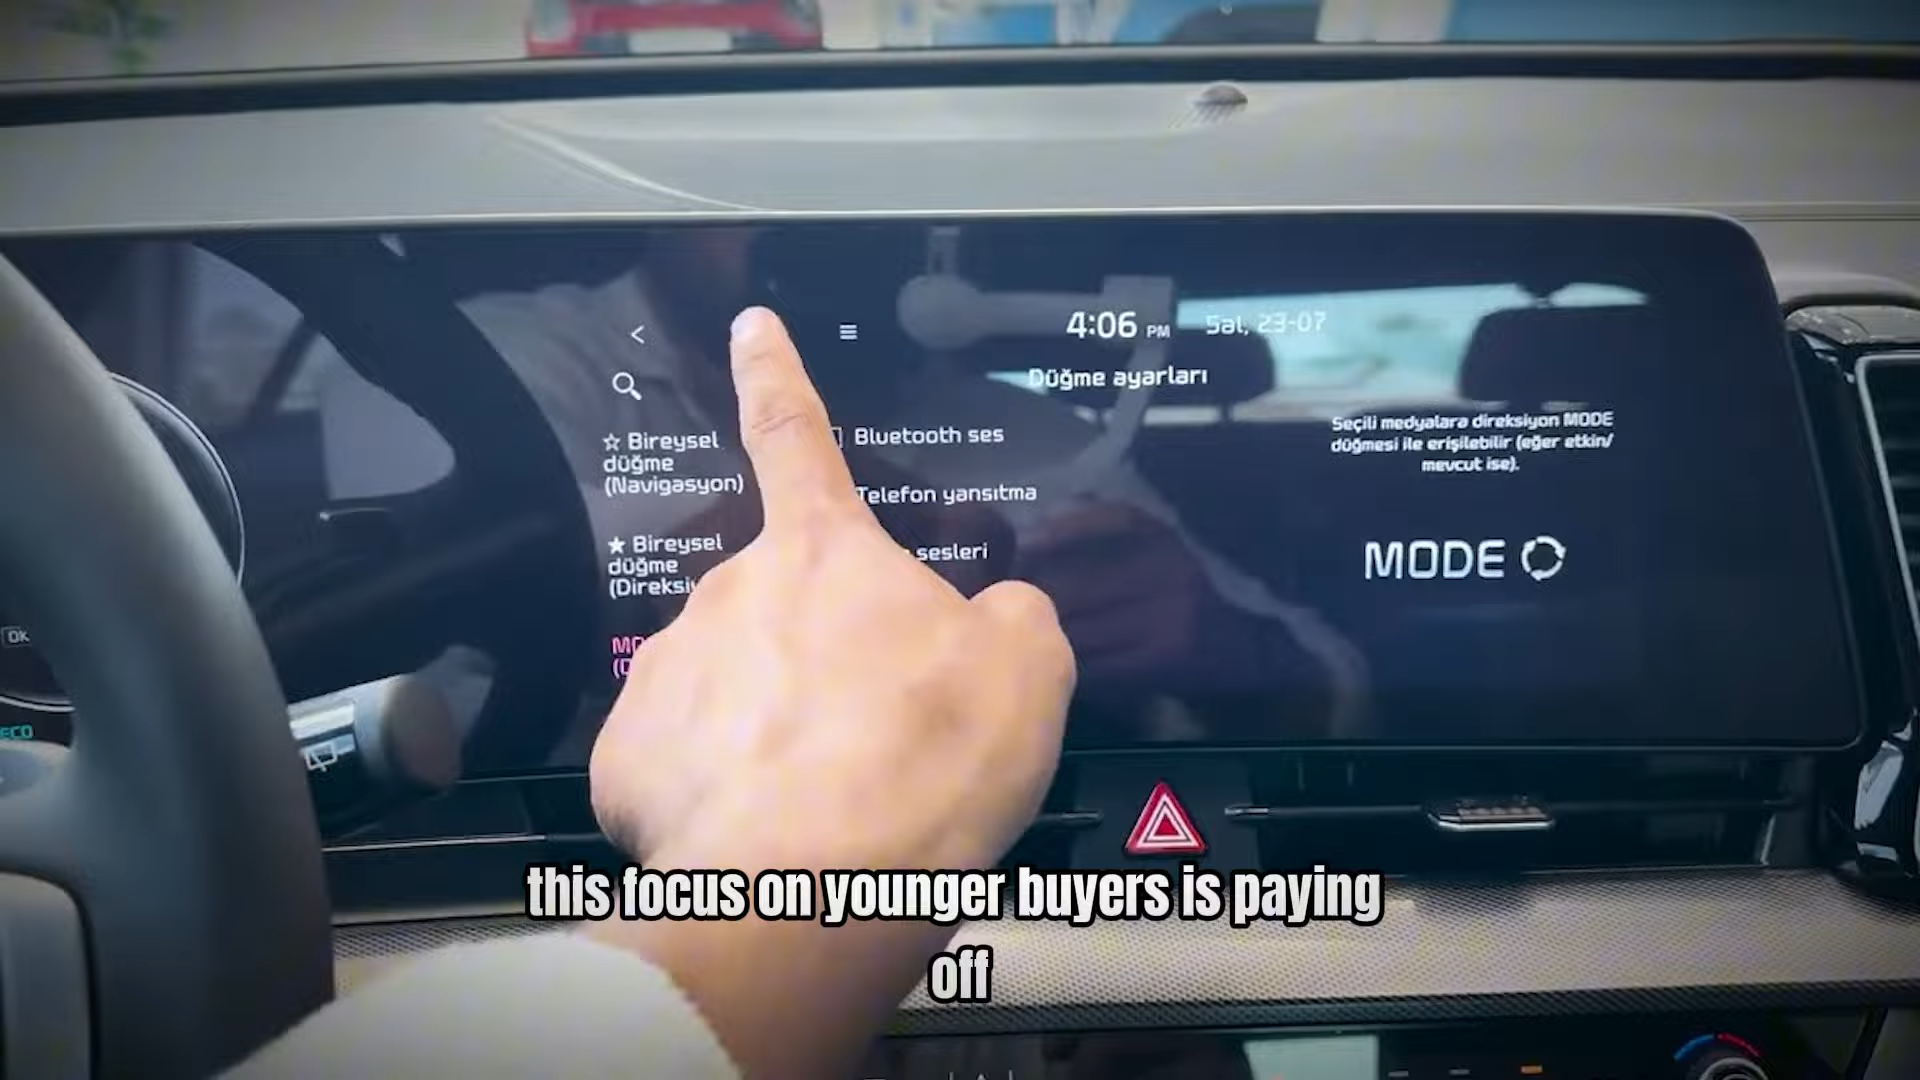 4:06 PM Sal, 23-07
Düğme ayarları
☆ Bireysel
düğme
(Navigasyon)
★ Bireysel
düğme
Bluetooth ses
Telefon yansıtma
sesleri
Seçili medyalara direksiyon MODE
düğmesi ile erişilebilir (eğer etkin/
mevcut ise).
MODE
OK
ECO
this focus on younger buyers is paying
off